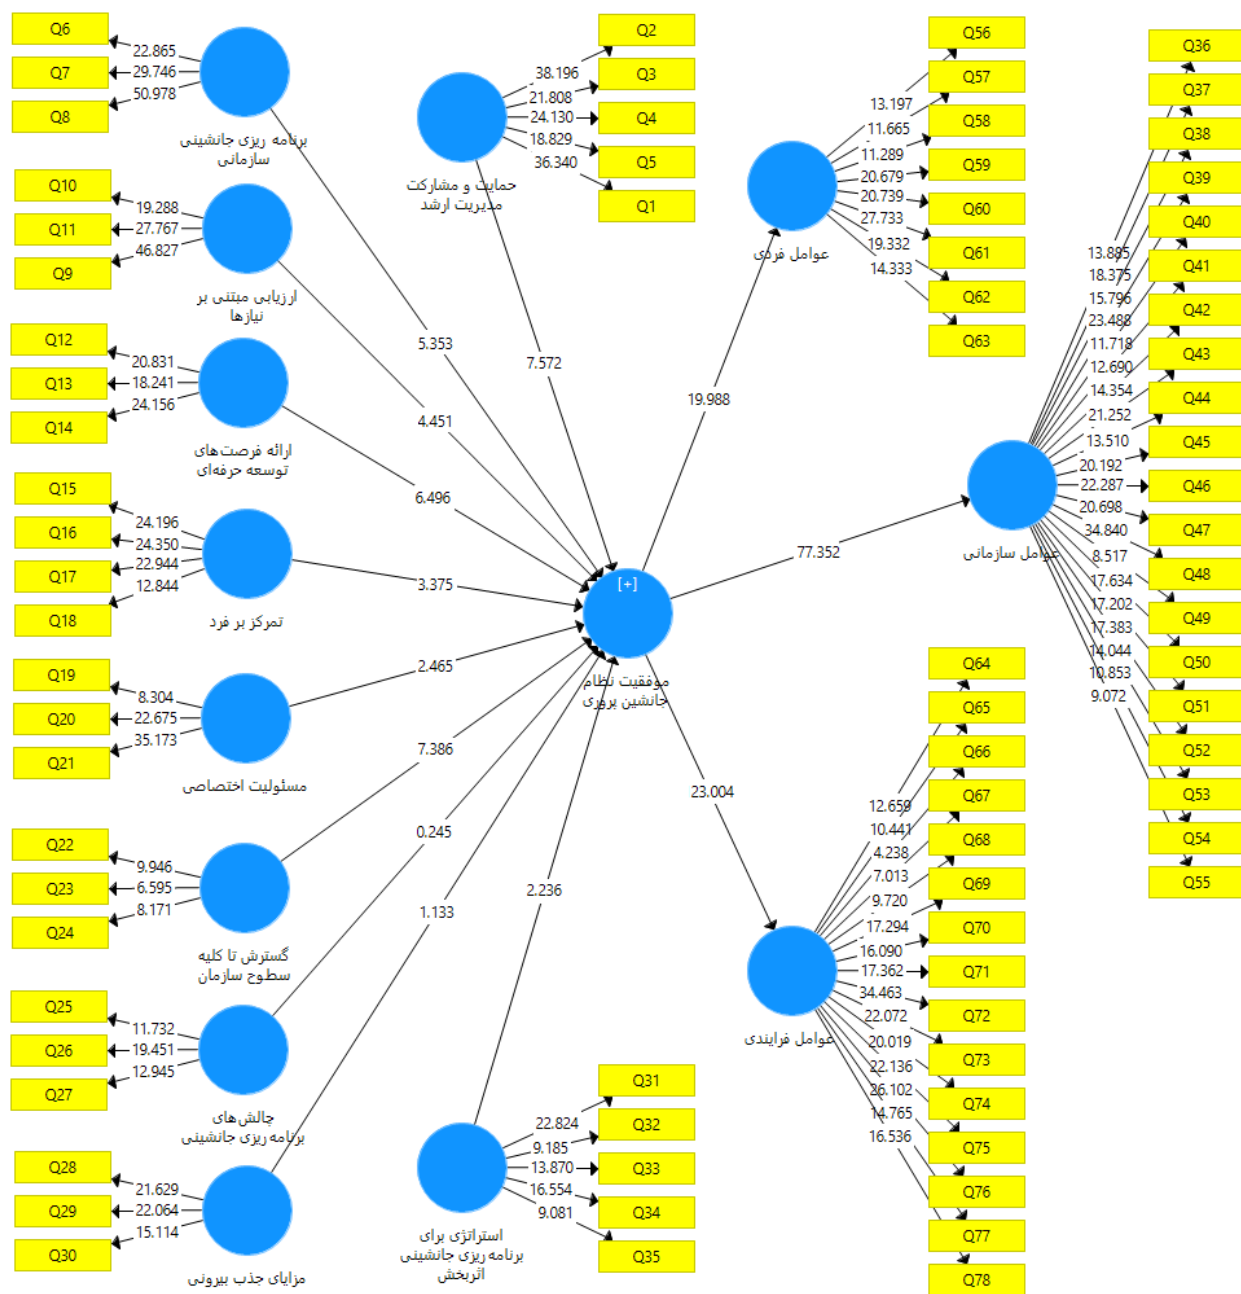 Q6
Q7
Q8
22.865
29.746
50.978
برنامه ریزی جانشینی
سازمانی
Q10
Q11
Q9
19.288
27.767
46.827
ارزیابی مبتنی بر
نیازها
Q12
Q13
Q14
20.831
18.241
24.156
ارائه فرصت‌های
توسعه حرفه‌ای
Q15
Q16
Q17
Q18
24.196
24.350
22.944
12.844
تمرکز بر فرد
Q19
Q20
Q21
8.304
22.675
35.173
مسئولیت اختصاصی
Q22
Q23
Q24
9.946
6.595
8.171
گسترش تا کلیه
سطوح سازمان
Q25
Q26
Q27
11.732
19.451
12.945
چالش‌های
برنامه ریزی جانشینی
Q28
Q29
Q30
21.629
22.064
15.114
مزایای جذب بیرونی
Q2
Q3
Q4
Q5
Q1
38.196
21.808
24.130
18.829
36.340
حمایت و مشارکت
مدیریت ارشد
5.353
4.451
6.496
3.375
2.465
7.386
0.245
1.133
2.236
7.572
[+]
موفقیت نظام
جانشین پروری
19.988
77.352
23.004
Q31
Q32
Q33
Q34
Q35
22.824
9.185
13.870
16.554
9.081
استراتژی برای
برنامه ریزی جانشینی
اثربخش
Q56
Q57
Q58
Q59
Q60
Q61
Q62
Q63
13.197
11.665
11.289
20.679
20.739
27.733
19.332
14.333
عوامل فردی
Q36
Q37
Q38
Q39
Q40
Q41
Q42
Q43
Q44
Q45
Q46
Q47
Q48
Q49
Q50
Q51
Q52
Q53
Q54
Q55
13.885
18.375
15.796
23.488
11.718
12.690
14.354
21.252
13.510
20.192
22.287
20.698
34.840
8.517
17.634
17.202
17.383
14.044
10.853
9.072
عوامل سازمانی
Q64
Q65
Q66
Q67
Q68
Q69
Q70
Q71
Q72
Q73
Q74
Q75
Q76
Q77
Q78
12.659
10.441
4.238
7.013
9.720
17.294
16.090
17.362
34.463
22.072
20.019
22.136
26.102
14.765
16.536
عوامل فرایندی